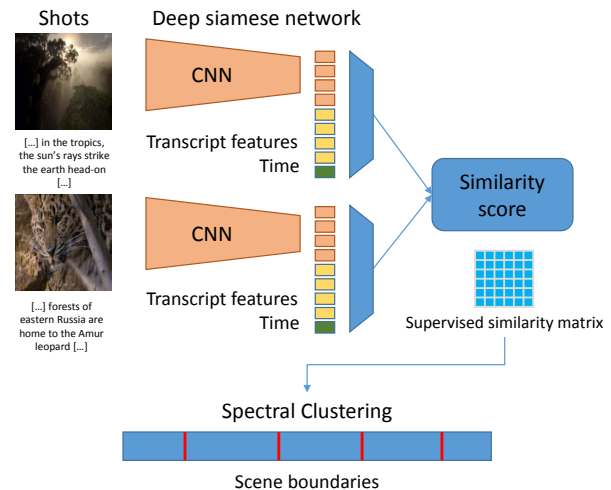 Shots
Deep siamese network
CNN
Transcript features
Time
[...] in the tropics,
the sun's rays strike
the earth head-on
[...]
CNN
Transcript features
Time
[...] forests of
eastern Russia are
home to the Amur
leopard [...]
Similarity
score
Supervised similarity matrix
Spectral Clustering
Scene boundaries